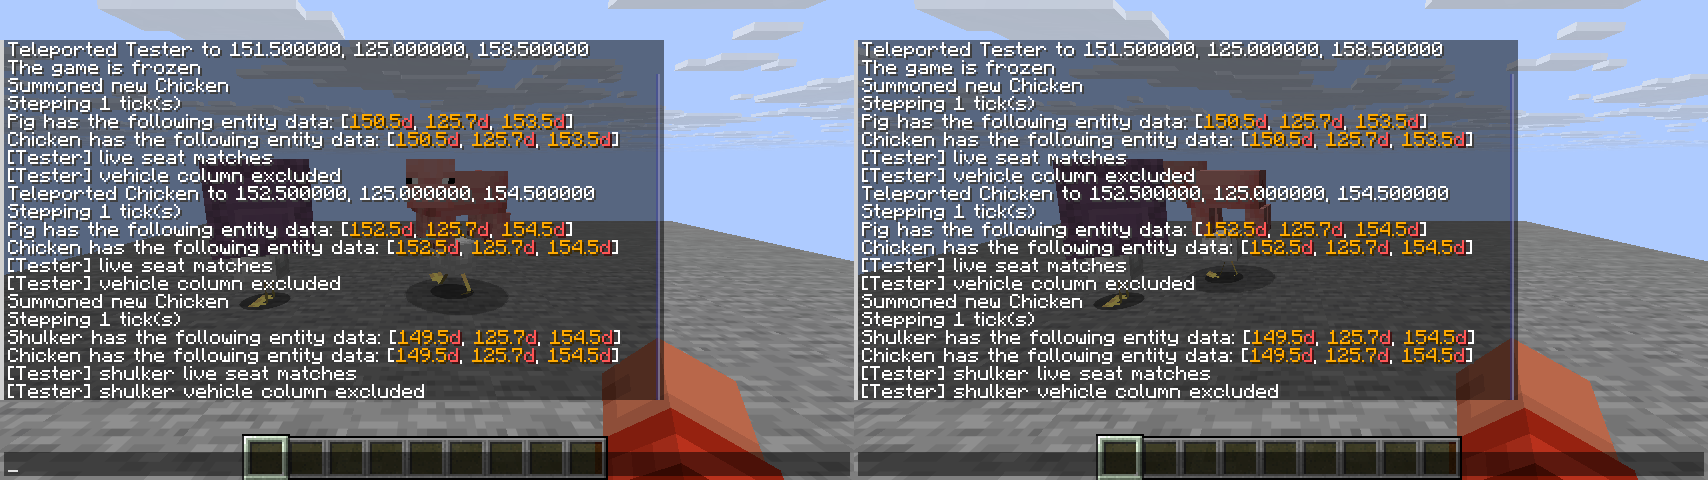 Teleported Tester to 151.500000, 125.000000, 158.500000
The game is frozen
Summoned new Chicken
Stepping 1 tick(s)
Pig has the following entity data: [150.5d, 125.7d, 153.5d]
Chicken has the following entity data: [150.5d, 125.7d, 153.5d]
[Tester] live seat matches
[Tester] vehicle column excluded
Teleported Chicken to 152.500000, 125.000000, 154.500000
Stepping 1 tick(s)
Pig has the following entity data: [152.5d, 125.7d, 154.5d]
Chicken has the following entity data: [152.5d, 125.7d, 154.5d]
[Tester] live seat matches
[Tester] vehicle column excluded
Summoned new Chicken
Stepping 1 tick(s)
Shulker has the following entity data: [149.5d, 125.7d, 154.5d]
Chicken has the following entity data: [149.5d, 125.7d, 154.5d]
[Tester] shulker live seat matches
[Tester] shulker vehicle column excluded
_
Teleported Tester to 151.500000, 125.000000, 158.500000
The game is frozen
Summoned new Chicken
Stepping 1 tick(s)
Pig has the following entity data: [150.5d, 125.7d, 153.5d]
Chicken has the following entity data: [150.5d, 125.7d, 153.5d]
[Tester] live seat matches
[Tester] vehicle column excluded
Teleported Chicken to 152.500000, 125.000000, 154.500000
Stepping 1 tick(s)
Pig has the following entity data: [152.5d, 125.7d, 154.5d]
Chicken has the following entity data: [152.5d, 125.7d, 154.5d]
[Tester] live seat matches
[Tester] vehicle column excluded
Summoned new Chicken
Stepping 1 tick(s)
Shulker has the following entity data: [149.5d, 125.7d, 154.5d]
Chicken has the following entity data: [149.5d, 125.7d, 154.5d]
[Tester] shulker live seat matches
[Tester] shulker vehicle column excluded